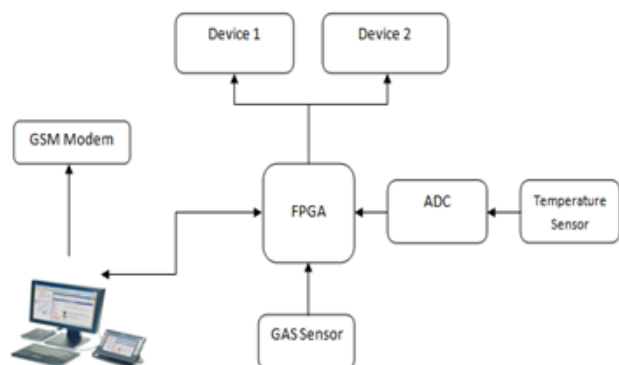 Device 1
Device 2
GSM Modem
FPGA
ADC
Temperature
Sensor
GAS Sensor